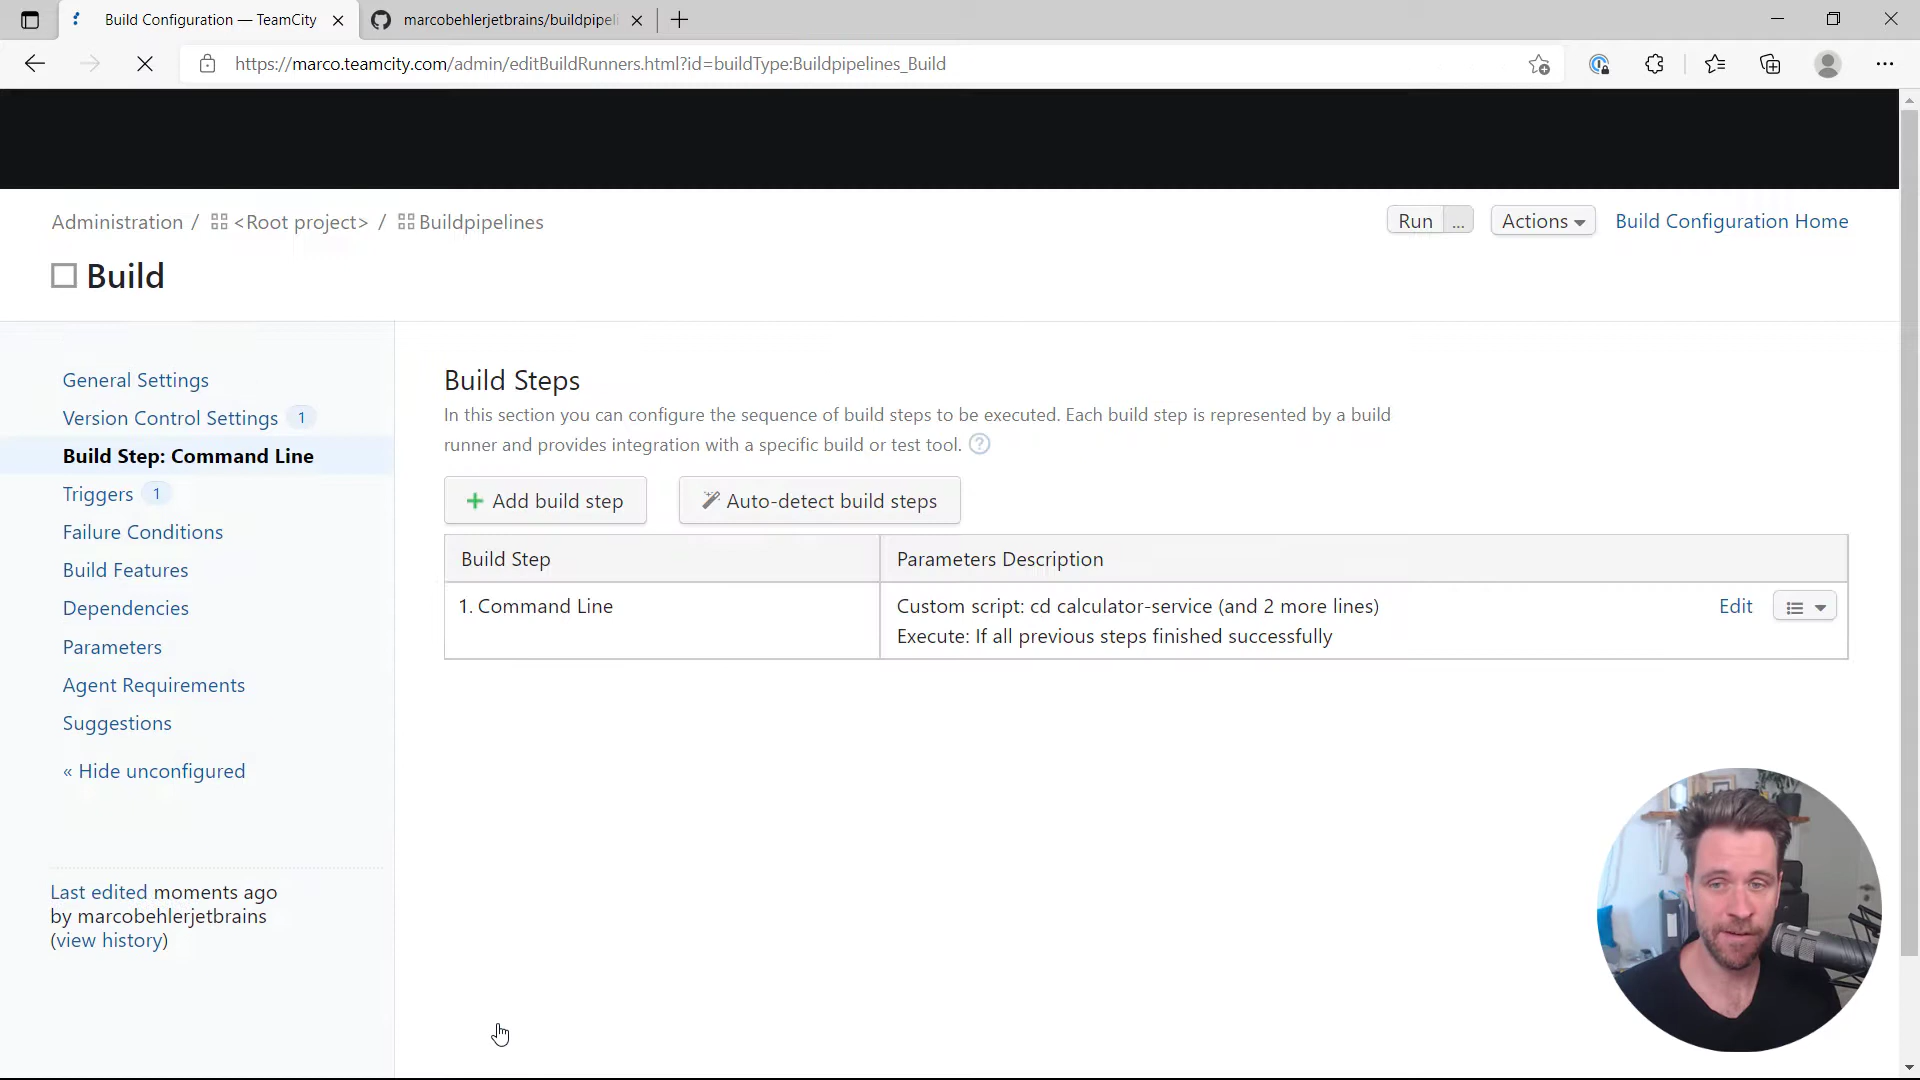 Build Configuration — TeamCity
marcobehlerjetbrains/buildpipeli
https://marco.teamcity.com/admin/editBuildRunners.html?id=buildType:Buildpipelines_Build
Administration / <Root project> / Buildpipelines
Run ... Actions Build Configuration Home
Build
General Settings
Version Control Settings 1
Build Step: Command Line
Triggers 1
Failure Conditions
Build Features
Dependencies
Parameters
Agent Requirements
Suggestions
« Hide unconfigured
Last edited moments ago
by marcobehlerjetbrains
(view history)
Build Steps
In this section you can configure the sequence of build steps to be executed. Each build step is represented by a build
runner and provides integration with a specific build or test tool. ?
+ Add build step Auto-detect build steps
Build Step Parameters Description
1. Command Line Custom script: cd calculator-service (and 2 more lines) Edit
Execute: If all previous steps finished successfully